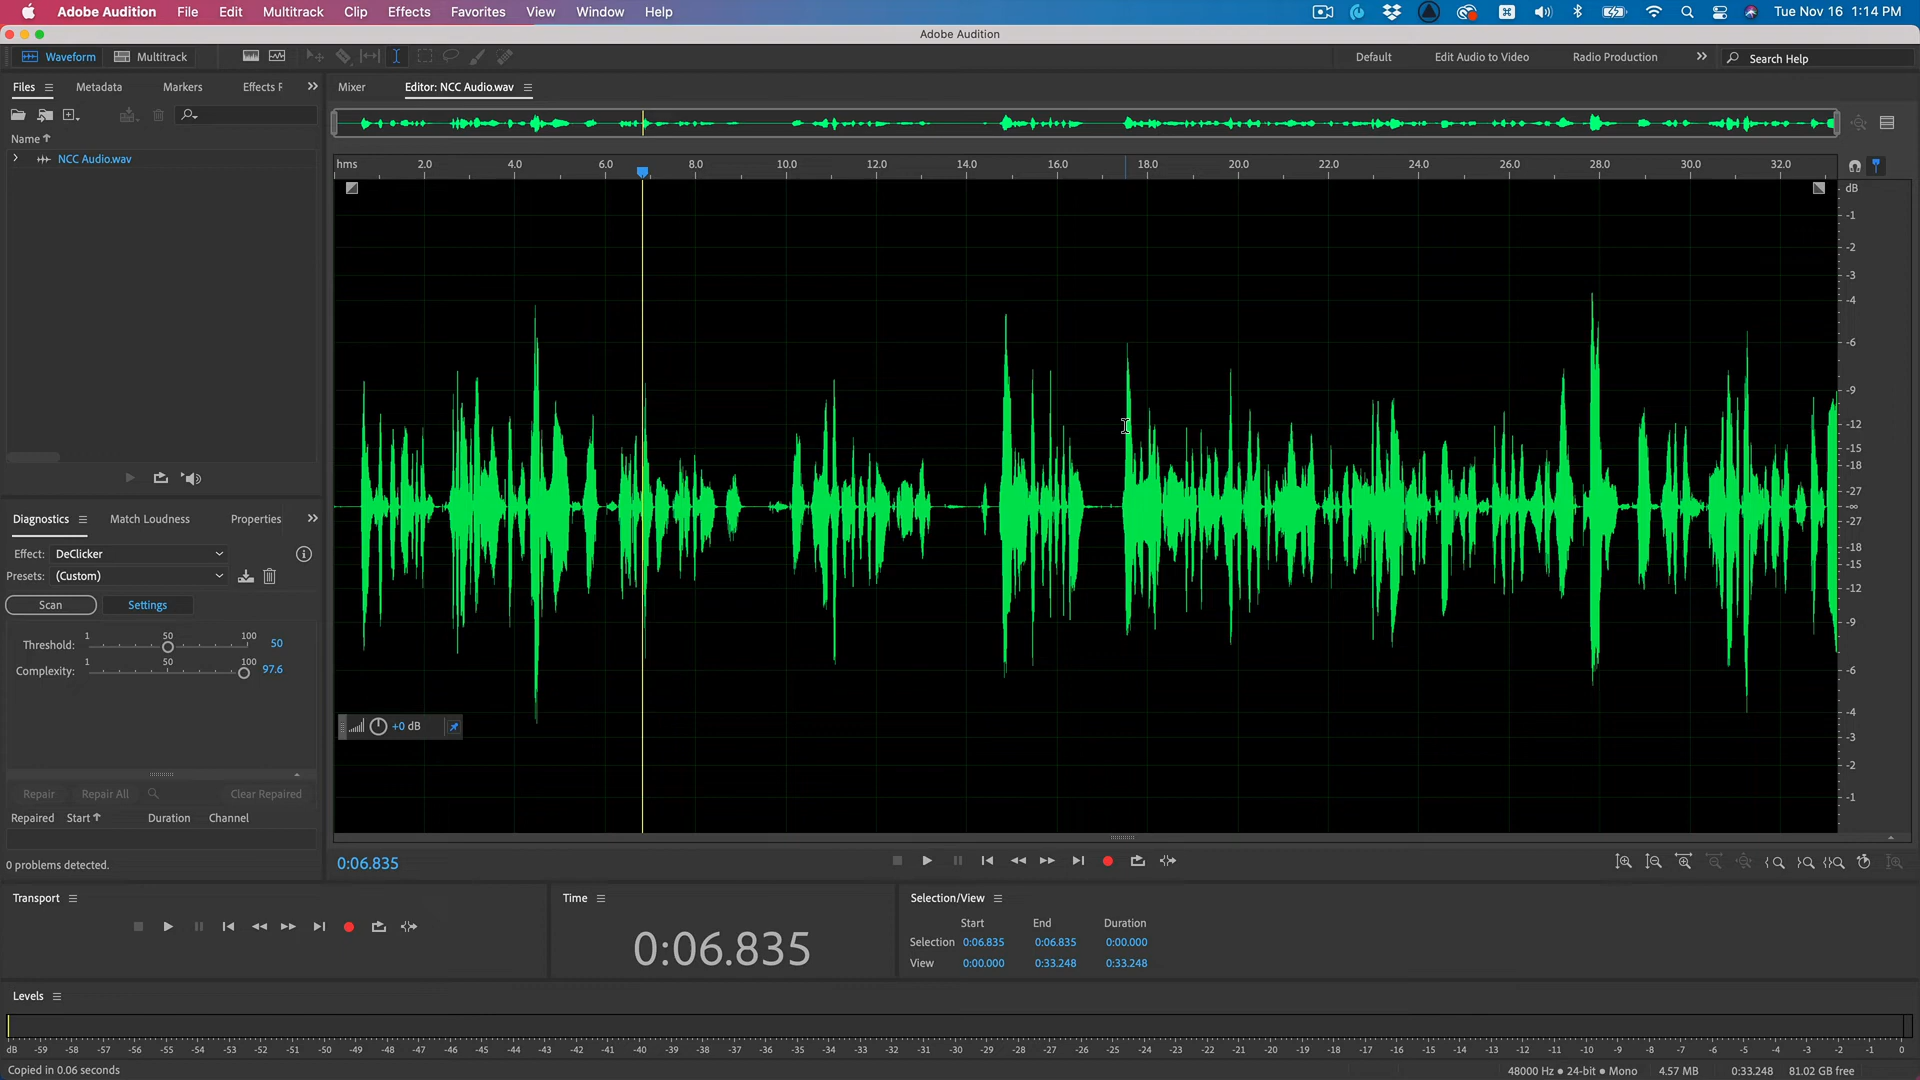 Adobe Audition File Edit Multitrack Clip Effects Favorites View Window Help Tue Nov 16 1:14 PM
Adobe Audition
Waveform Multitrack Default Edit Audio to Video Radio Production Search Help
Files Metadata Markers Effects F Mixer Editor: NCC Audio.wav
Name
NCC Audio.wav
hms 2.0 4.0 6.0 8.0 10.0 12.0 14.0 16.0 18.0 20.0 22.0 24.0 26.0 28.0 30.0 32.0
dB
-1
-2
-3
-4
-6
-9
-12
-15
-18
-27
-∞
-27
-18
-15
-12
-9
-6
-4
-3
-2
-1
+0 dB
Diagnostics Match Loudness Properties
Effect: DeClicker
Presets: (Custom)
Scan Settings
1 50 100
Threshold: 50
1 50 100
Complexity: 97.6
Repair Repair All Clear Repaired
Repaired Start Duration Channel
0 problems detected.
0:06.835
Transport Time Selection/View
Start End Duration
Selection 0:06.835 0:06.835 0:00.000
View 0:00.000 0:33.248 0:33.248
0:06.835
Levels
dB -59 -58 -57 -56 -55 -54 -53 -52 -51 -50 -49 -48 -47 -46 -45 -44 -43 -42 -41 -40 -39 -38 -37 -36 -35 -34 -33 -32 -31 -30 -29 -28 -27 -26 -25 -24 -23 -22 -21 -20 -19 -18 -17 -16 -15 -14 -13 -12 -11 -10 -9 -8 -7 -6 -5 -4 -3 -2 -1 0
Copied in 0.06 seconds 48000 Hz • 24-bit • Mono 4.57 MB 0:33.248 81.02 GB free